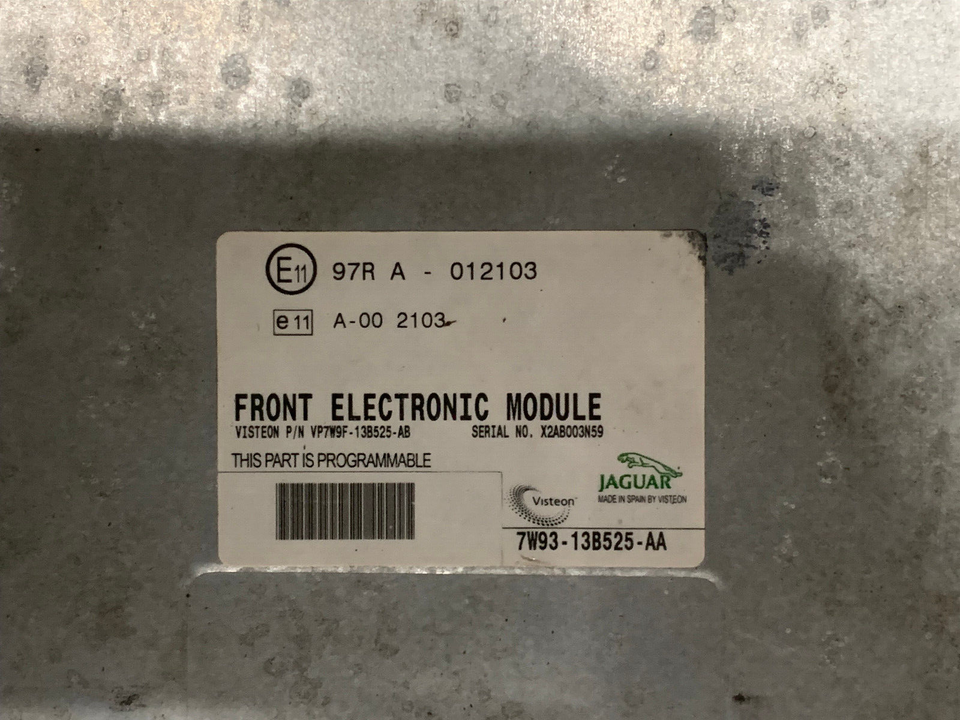 E11 97R A - 012103
e11 A-00 2103
FRONT ELECTRONIC MODULE
VISTEON P/N VP7W9F-13B525-AB SERIAL NO. X2AB003N59
THIS PART IS PROGRAMMABLE
JAGUAR
MADE IN SPAIN BY VISTEON
Visteon
7W93-13B525-AA